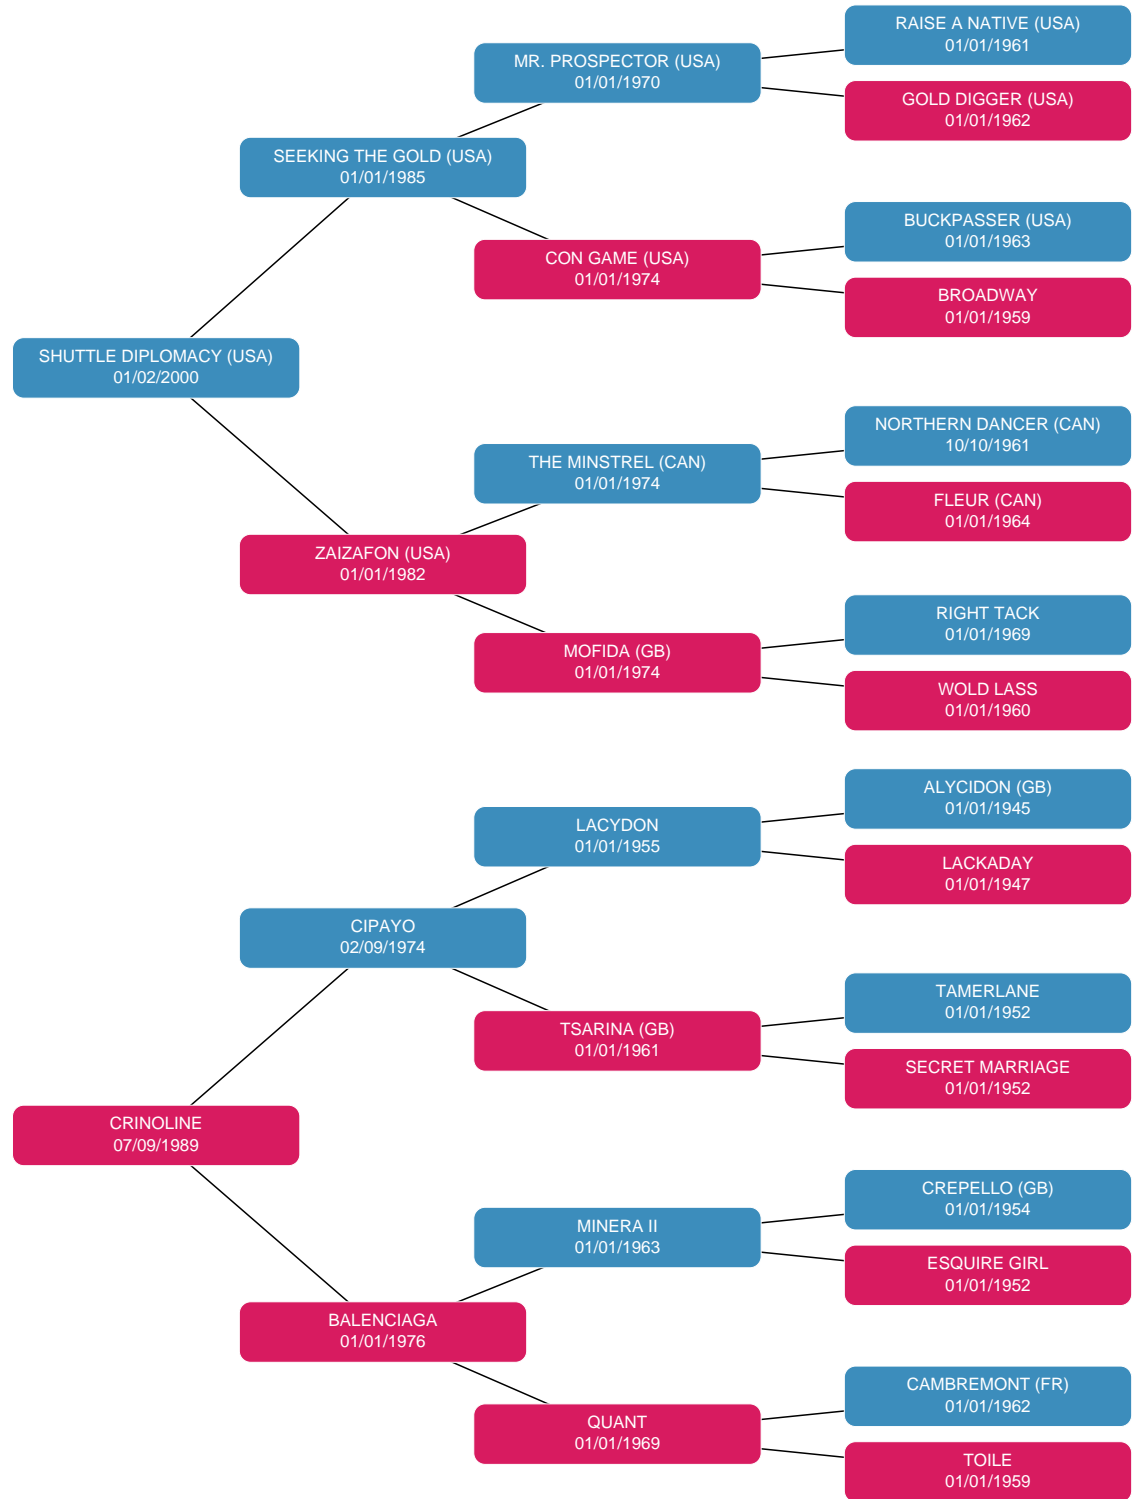 RAISE A NATIVE (USA)
01/01/1961
MR. PROSPECTOR (USA)
01/01/1970
GOLD DIGGER (USA)
01/01/1962
SEEKING THE GOLD (USA)
01/01/1985
BUCKPASSER (USA)
01/01/1963
CON GAME (USA)
01/01/1974
BROADWAY
01/01/1959
SHUTTLE DIPLOMACY (USA)
01/02/2000
NORTHERN DANCER (CAN)
10/10/1961
THE MINSTREL (CAN)
01/01/1974
FLEUR (CAN)
01/01/1964
ZAIZAFON (USA)
01/01/1982
RIGHT TACK
01/01/1969
MOFIDA (GB)
01/01/1974
WOLD LASS
01/01/1960
ALYCIDON (GB)
01/01/1945
LACYDON
01/01/1955
LACKADAY
01/01/1947
CIPAYO
02/09/1974
TAMERLANE
01/01/1952
TSARINA (GB)
01/01/1961
SECRET MARRIAGE
01/01/1952
CRINOLINE
07/09/1989
CREPELLO (GB)
01/01/1954
MINERA II
01/01/1963
ESQUIRE GIRL
01/01/1952
BALENCIAGA
01/01/1976
CAMBREMONT (FR)
01/01/1962
QUANT
01/01/1969
TOILE
01/01/1959